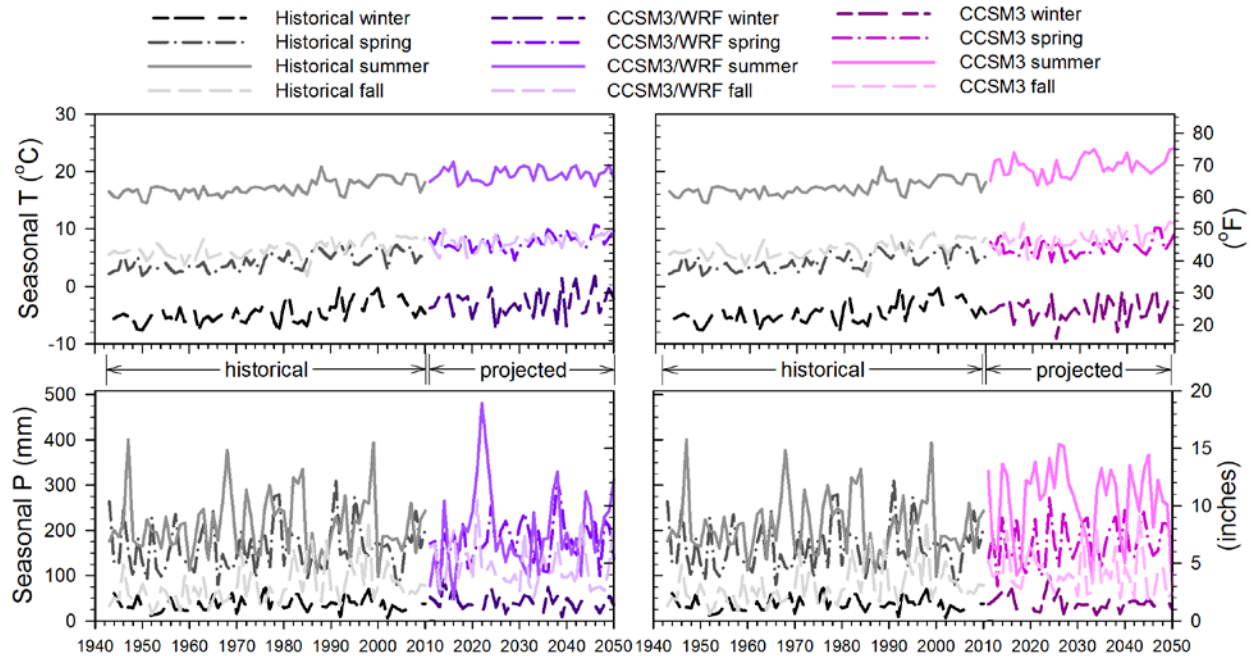 Historical winter CCSM3/WRF winter CCSM3 winter
Historical spring CCSM3/WRF spring CCSM3 spring
Historical summer CCSM3/WRF summer CCSM3 summer
Historical fall CCSM3/WRF fall CCSM3 fall
Seasonal T (°C)
30
20
10
0
-10
80
70
60
50
40
30
20
(°F)
historical projected historical projected
Seasonal P (mm)
500
400
300
200
100
0
20
15
10
5
0
(inches)
1940 1950 1960 1970 1980 1990 2000 2010 2020 2030 2040 2050 1940 1950 1960 1970 1980 1990 2000 2010 2020 2030 2040 2050